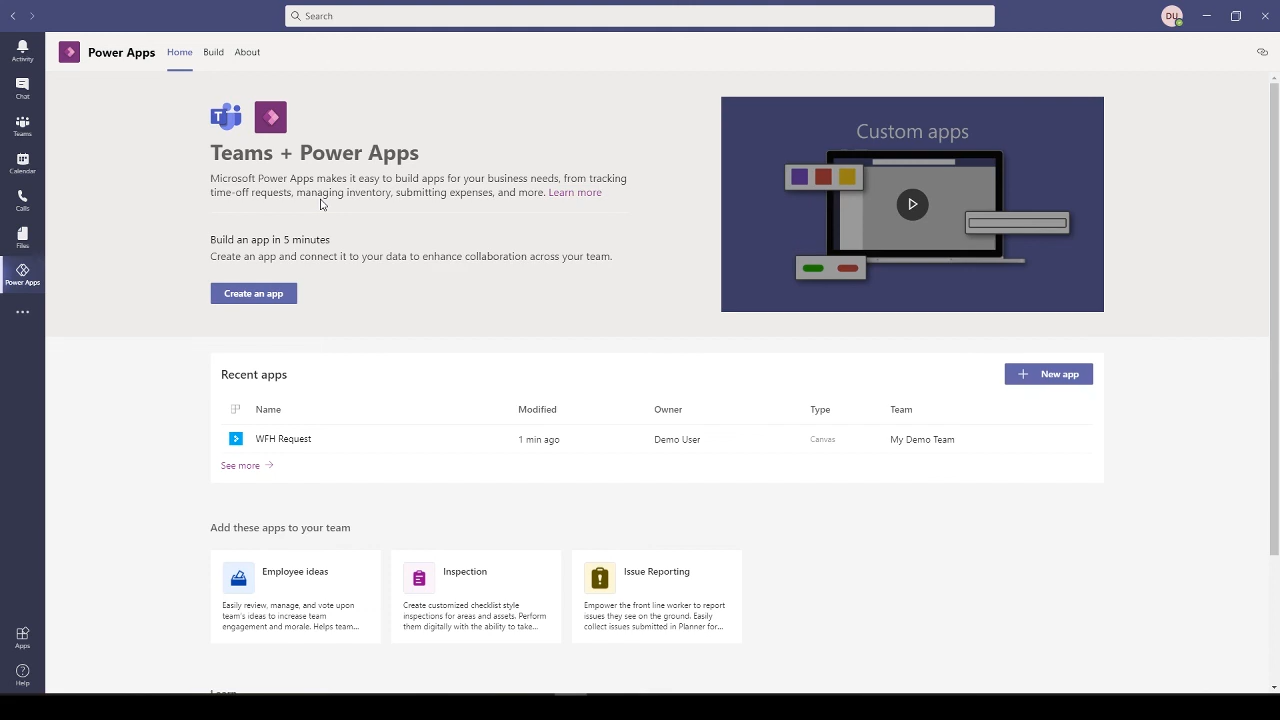 Search
DU
Activity
Chat
Teams
Calendar
Calls
Files
Power Apps
Apps
Help
Power Apps Home Build About
Teams + Power Apps
Microsoft Power Apps makes it easy to build apps for your business needs, from tracking
time-off requests, managing inventory, submitting expenses, and more. Learn more
Build an app in 5 minutes
Create an app and connect it to your data to enhance collaboration across your team.
Create an app
Custom apps
Recent apps
New app
Name Modified Owner Type Team
WFH Request 1 min ago Demo User Canvas My Demo Team
See more
Add these apps to your team
Employee ideas
Easily review, manage, and vote upon
team's ideas to increase team
engagement and morale. Helps team...
Inspection
Create customized checklist style
inspections for areas and assets. Perform
them digitally with the ability to take...
Issue Reporting
Empower the front line worker to report
issues they see on the ground. Easily
collect issues submitted in Planner for...
Learn